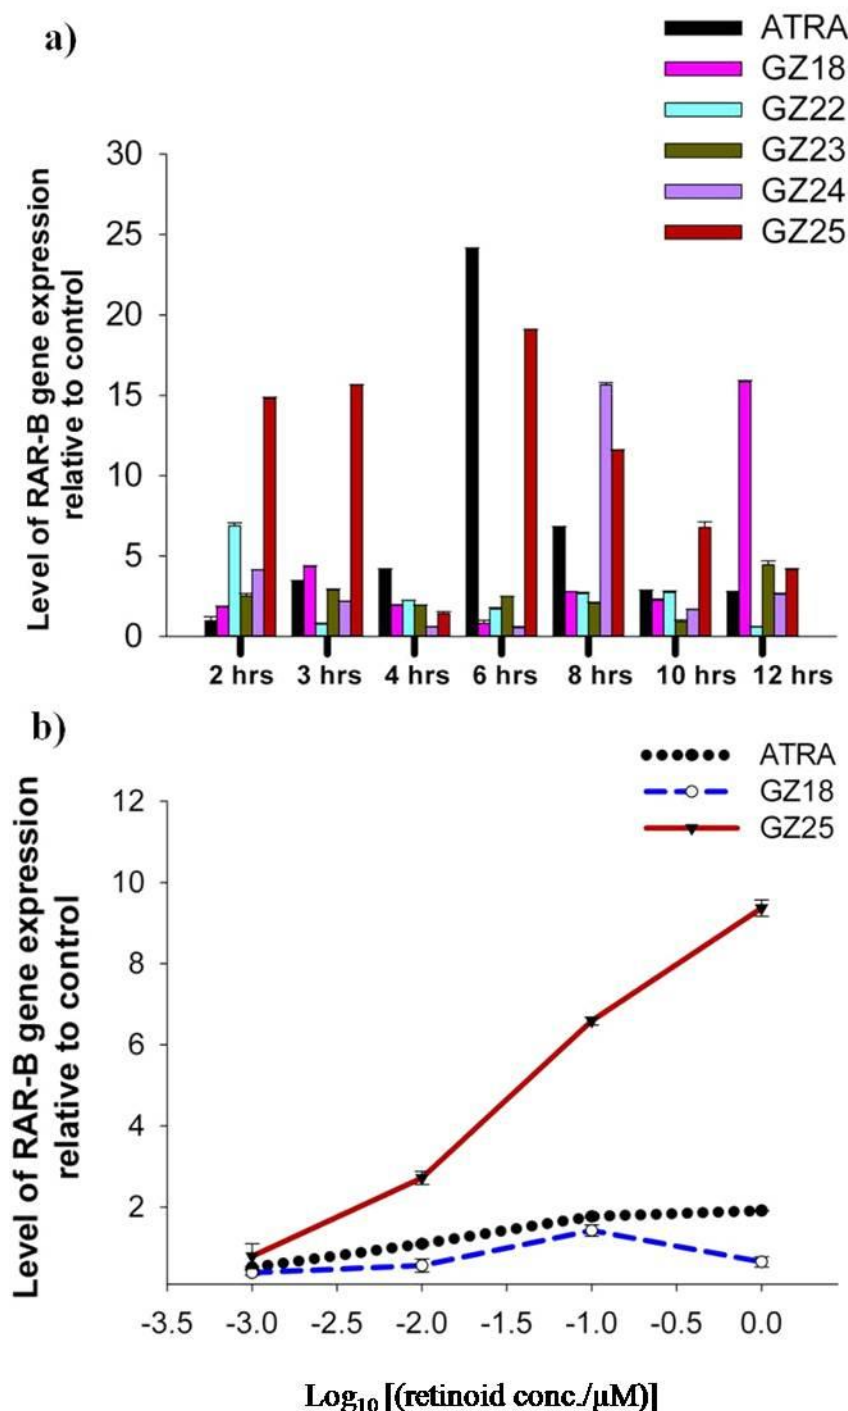 a)
ATRA
GZ18
GZ22
GZ23
GZ24
GZ25
Level of RAR-B gene expression
relative to control
30
25
20
15
10
5
0
2 hrs 3 hrs 4 hrs 6 hrs 8 hrs 10 hrs 12 hrs
b)
ATRA
GZ18
GZ25
Level of RAR-B gene expression
relative to control
12
10
8
6
4
2
-3.5 -3.0 -2.5 -2.0 -1.5 -1.0 -0.5 0.0
Log₁₀ [(retinoid conc./µM)]